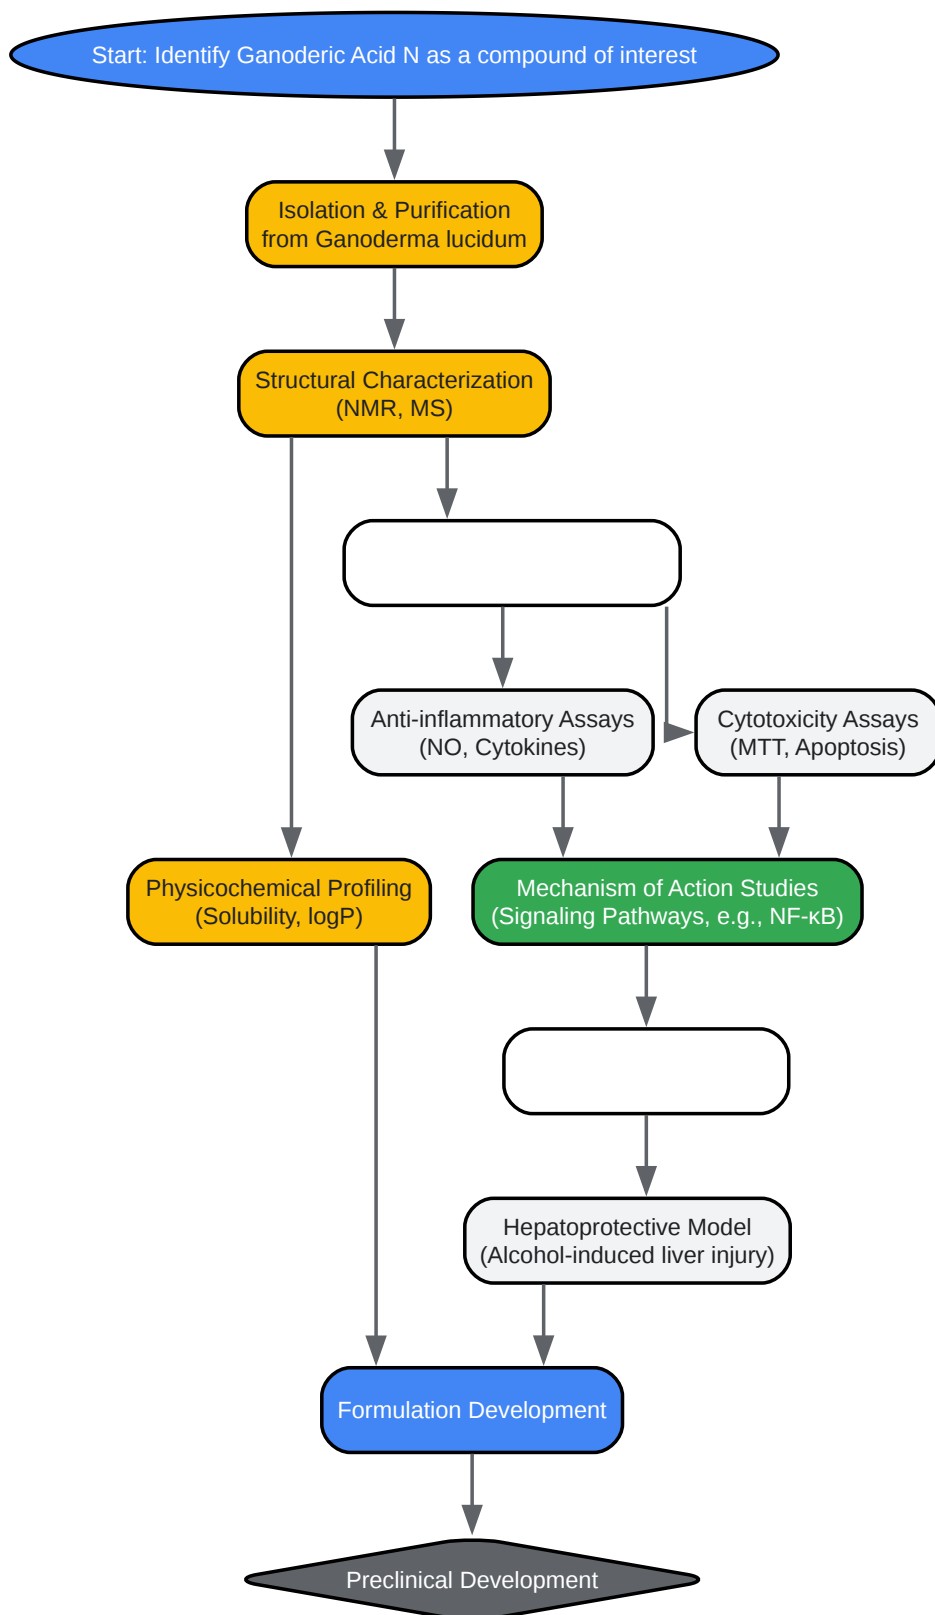 Start: Identify Ganoderic Acid N as a compound of interest
Isolation & Purification
from Ganoderma lucidum
Structural Characterization
(NMR, MS)
Anti-inflammatory Assays
(NO, Cytokines)
Cytotoxicity Assays
(MTT, Apoptosis)
Physicochemical Profiling
(Solubility, logP)
Mechanism of Action Studies
(Signaling Pathways, e.g., NF-κB)
Hepatoprotective Model
(Alcohol-induced liver injury)
Formulation Development
Preclinical Development